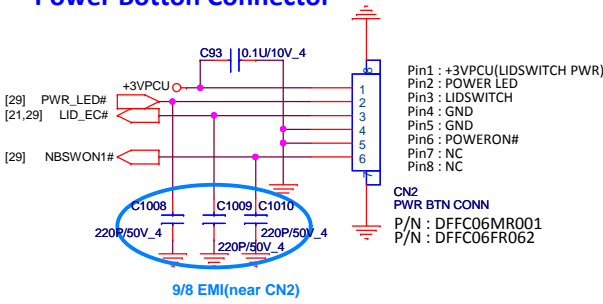 Power Button Connector
C93
0.1U/10V_4
+3VPCU
[29] PWR_LED#
[21,29] LID_EC#
[29] NBSWON1#
8
1
2
3
4
5
6
7
Pin1 : +3VPCU(LIDSWITCH PWR)
Pin2 : POWER LED
Pin3 : LIDSWITCH
Pin4 : GND
Pin5 : GND
Pin6 : POWERON#
Pin7 : NC
Pin8 : NC
CN2
PWR BTN CONN
P/N : DFFC06MR001
P/N : DFFC06FR062
C1008
C1009
C1010
220P/50V_4
220P/50V_4
220P/50V_4
9/8 EMI(near CN2)